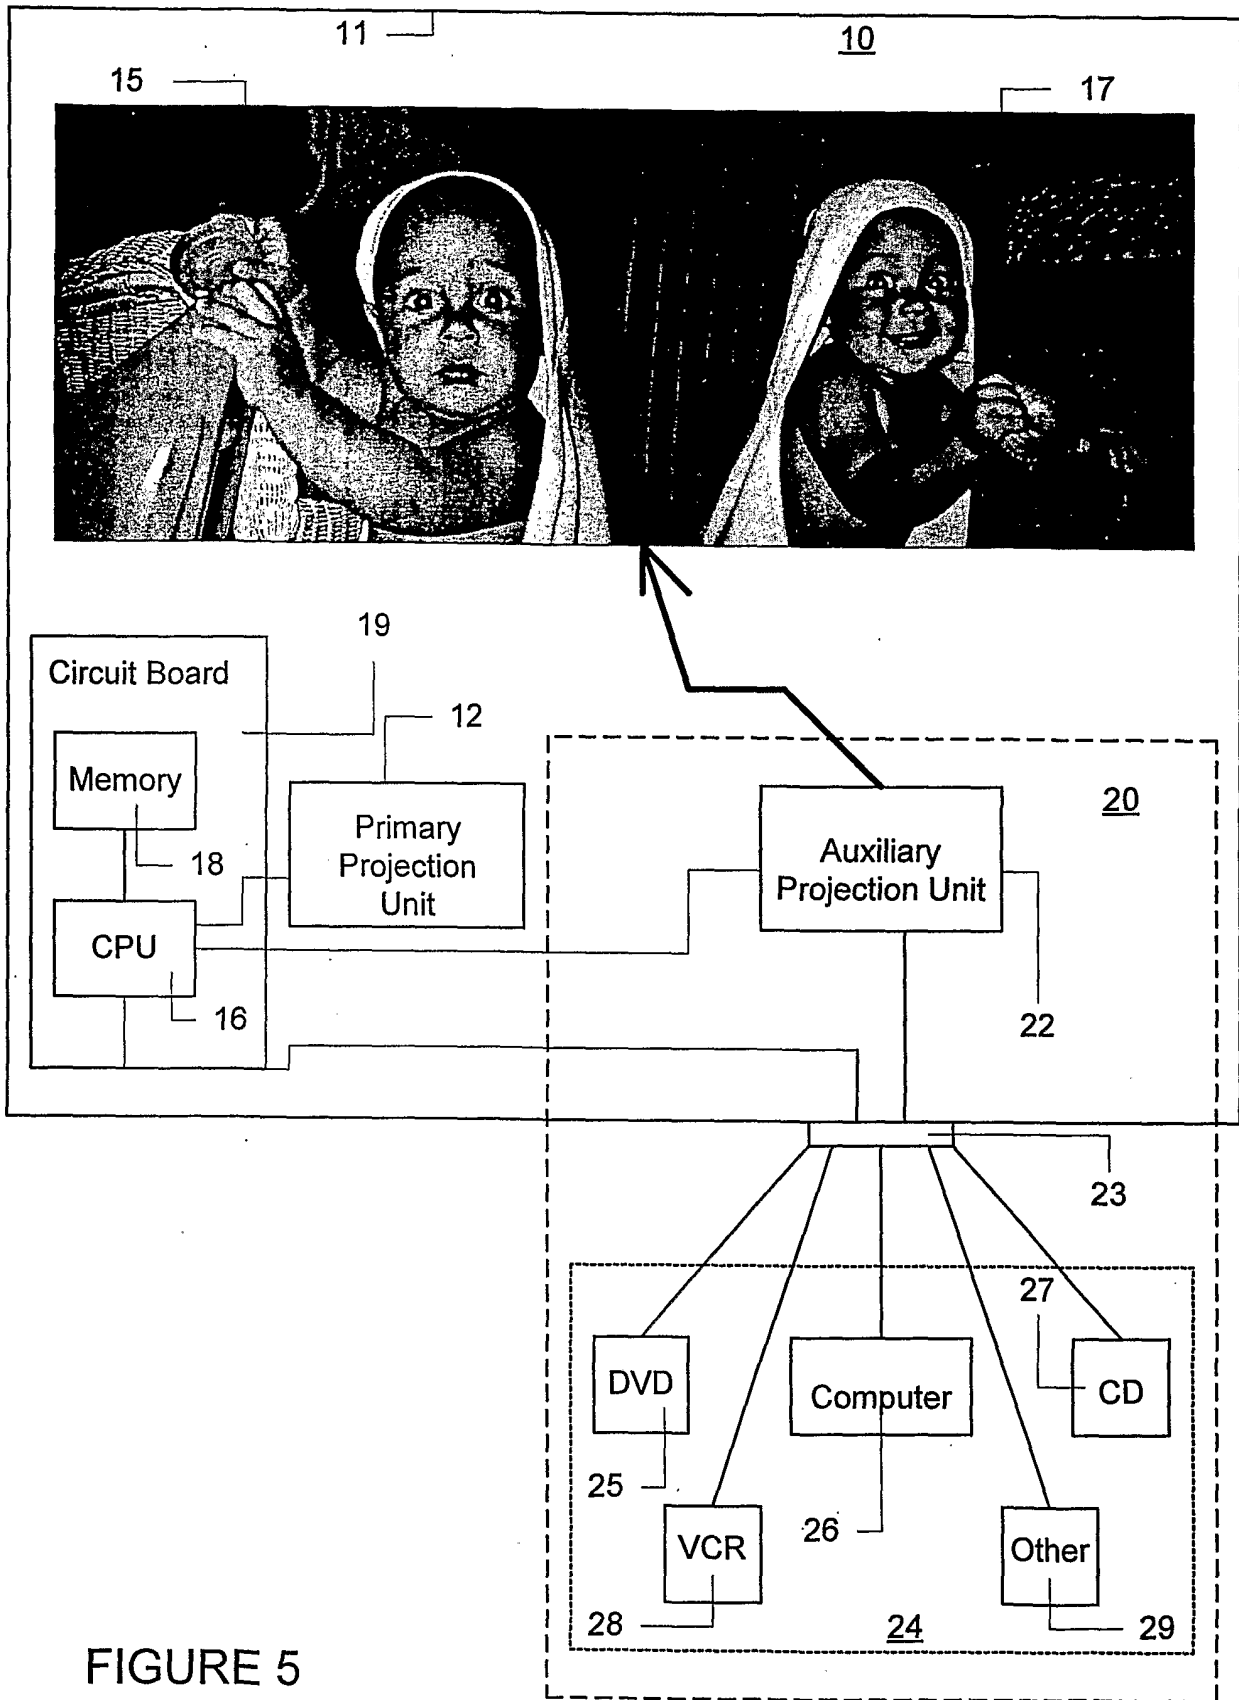 11
10
15
17
19
Circuit Board
12
Memory
20
Primary
Projection
Unit
Auxiliary
Projection Unit
18
CPU
16
22
23
27
DVD
Computer
CD
25
26
VCR
Other
28
24
29
FIGURE 5